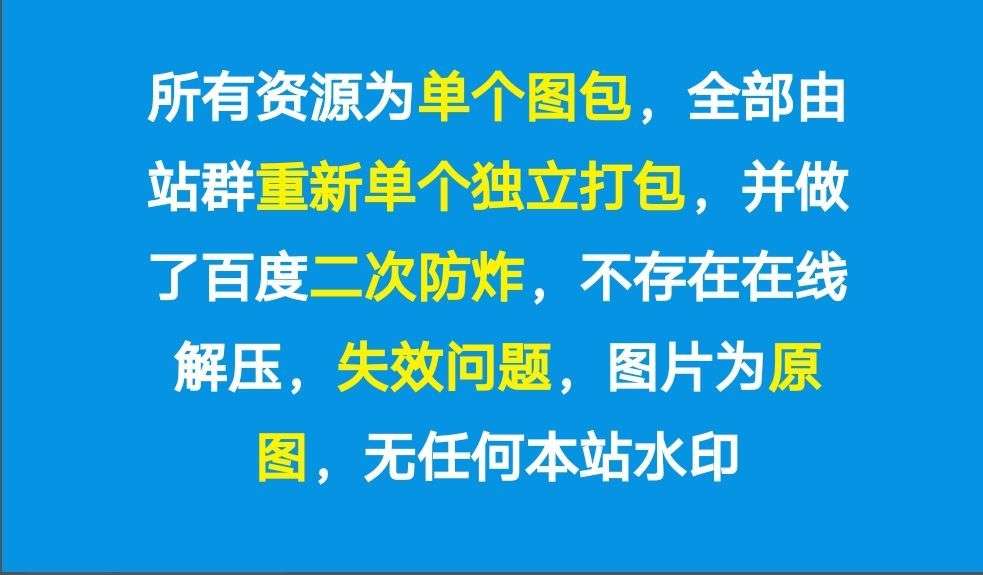 所有资源为单个图包，全部由
站群重新单个独立打包，并做
了百度二次防炸，不存在在线
解压，失效问题，图片为原
图，无任何本站水印